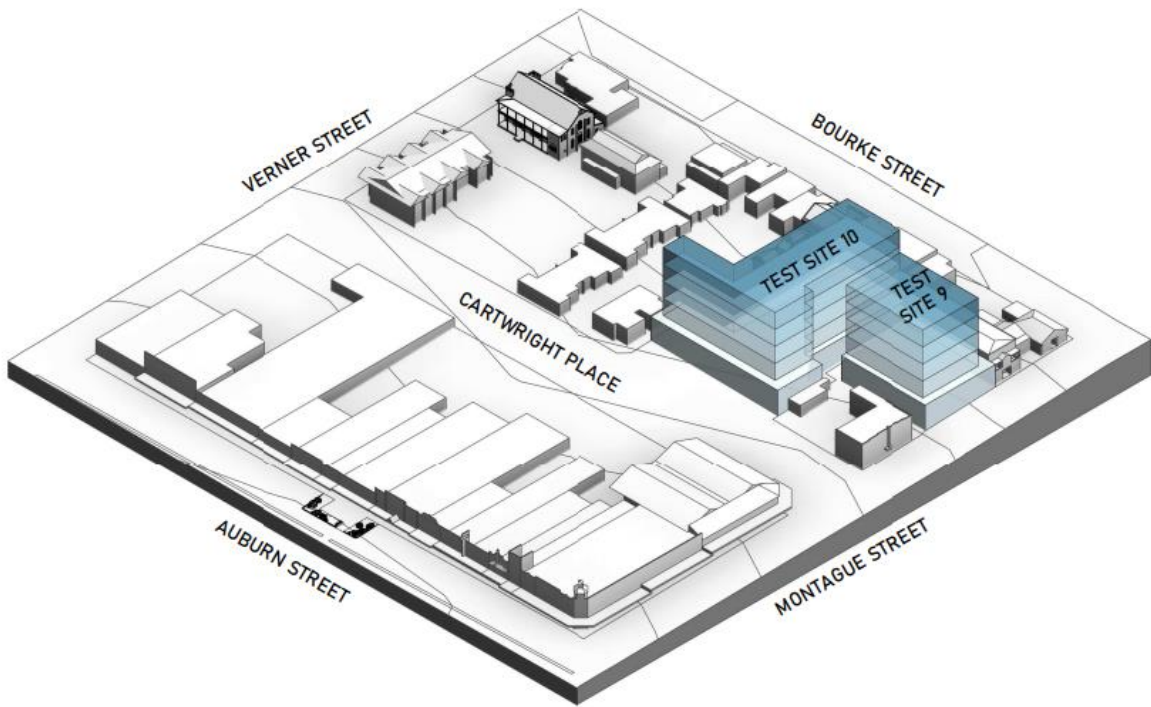 VERNER STREET
BOURKE STREET
TEST SITE 10
TEST
SITE 9
CARTWRIGHT PLACE
AUBURN STREET
MONTAGUE STREET